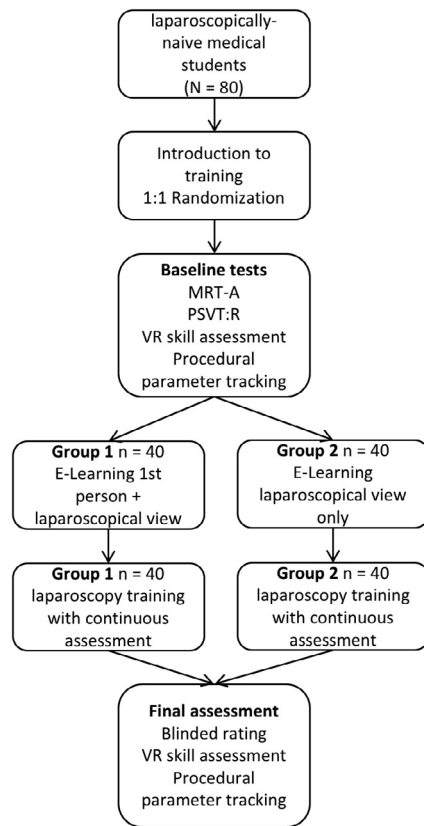 laparoscopically-
naive medical
students
(N = 80)
Introduction to
training
1:1 Randomization
Baseline tests
MRT-A
PSVT:R
VR skill assessment
Procedural
parameter tracking
Group 1 n = 40
E-Learning 1st
person +
laparoscopical view
Group 2 n = 40
E-Learning
laparoscopical view
only
Group 1 n = 40
laparoscopy training
with continuous
assessment
Group 2 n = 40
laparoscopy training
with continuous
assessment
Final assessment
Blinded rating
VR skill assessment
Procedural
parameter tracking